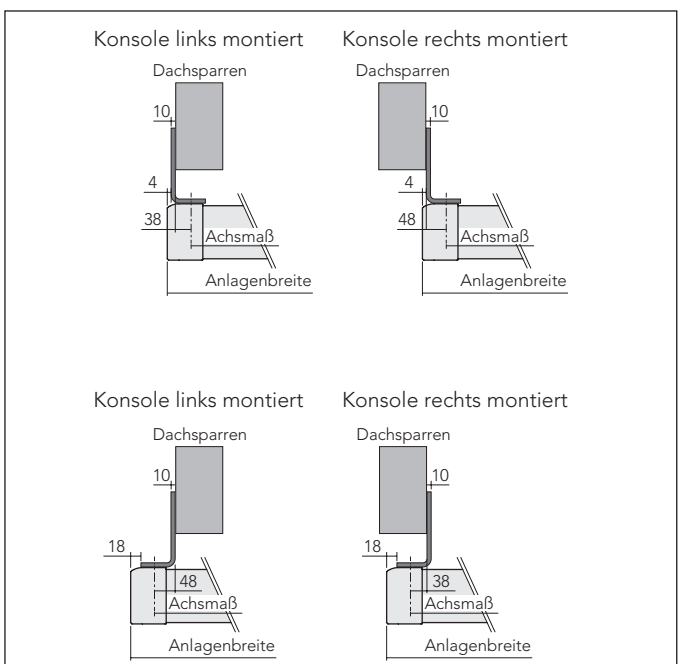 Konsole links montiert Konsole rechts montiert
Dachsparren Dachsparren
10 10
4 4
38 48
Achsmaß Achsmaß
Anlagenbreite Anlagenbreite
Konsole links montiert Konsole rechts montiert
Dachsparren Dachsparren
10 10
18 18
48 38
Achsmaß Achsmaß
Anlagenbreite Anlagenbreite